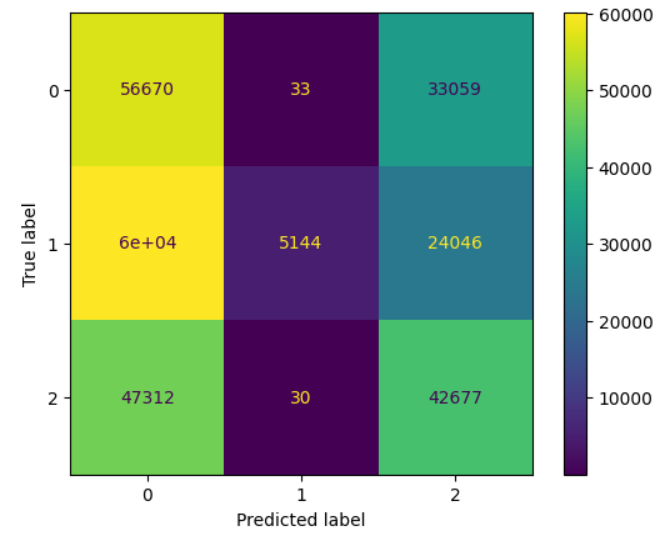 0 56670 33 33059
1 6e+04 5144 24046
2 47312 30 42677
0 1 2
Predicted label
True label
60000
50000
40000
30000
20000
10000